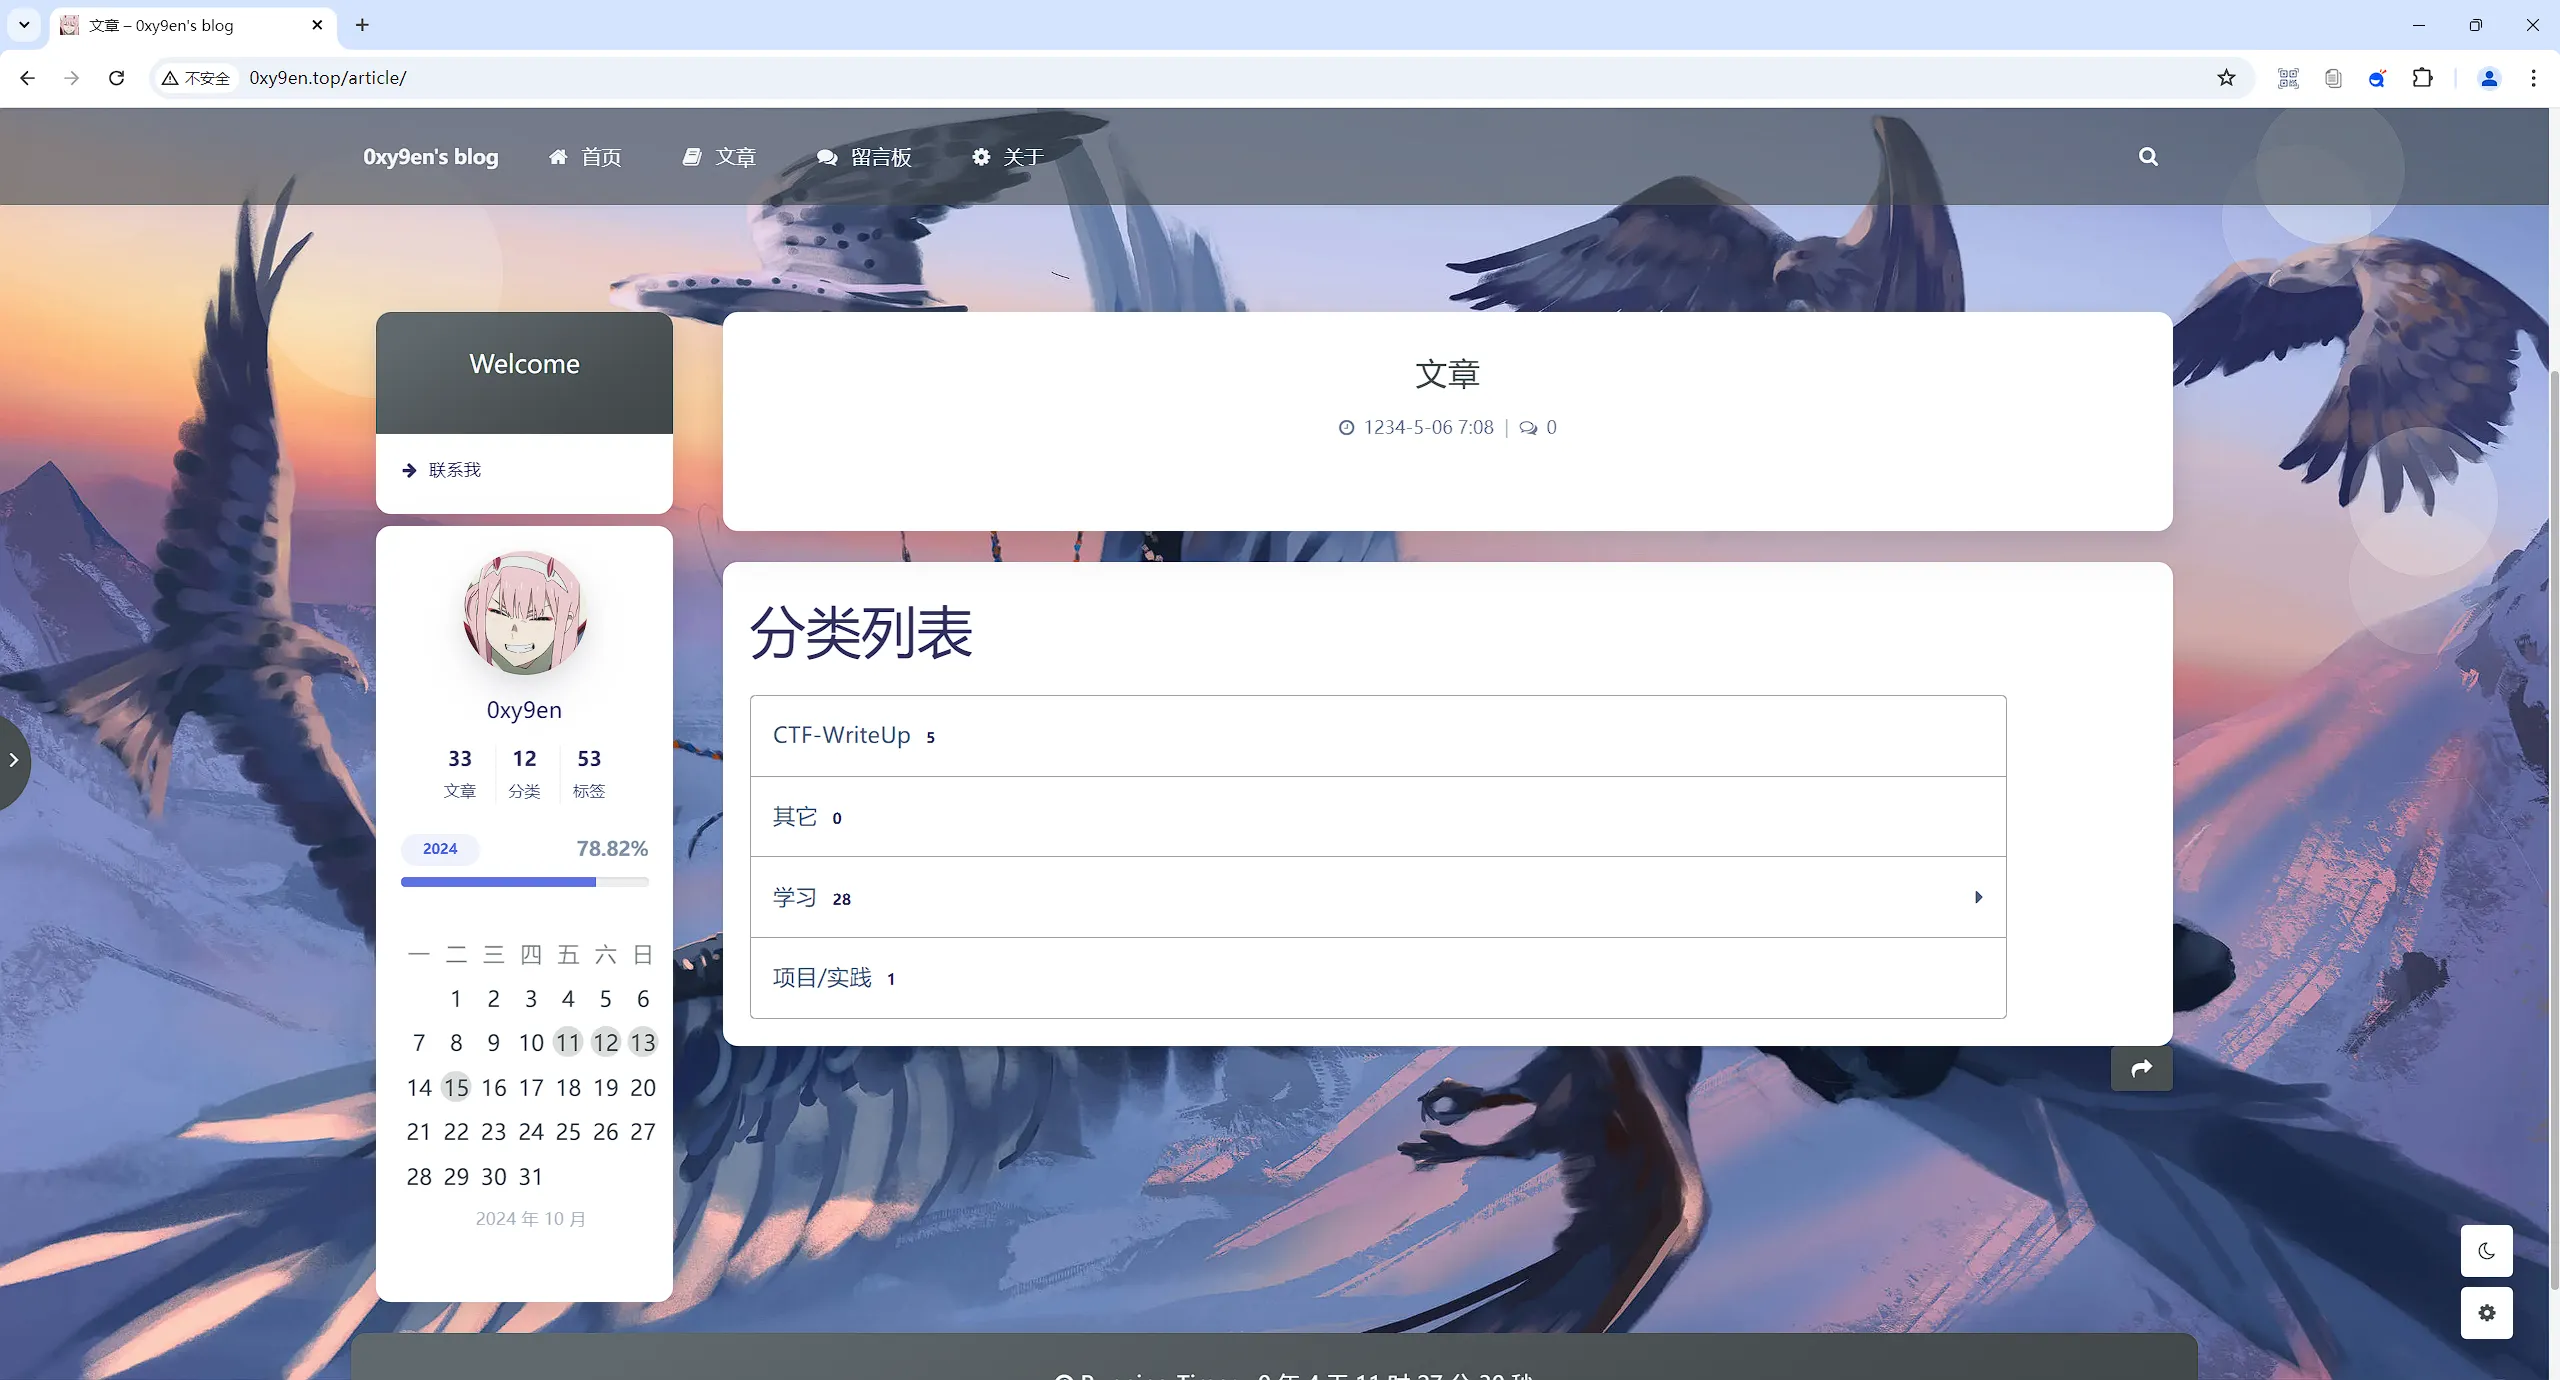 文章 – 0xy9en's blog
不安全 0xy9en.top/article/
0xy9en's blog 首页 文章 留言板 关于
Welcome
联系我
0xy9en
33 12 53
文章 分类 标签
2024 78.82%
一 二 三 四 五 六 日
1 2 3 4 5 6
7 8 9 10 11 12 13
14 15 16 17 18 19 20
21 22 23 24 25 26 27
28 29 30 31
2024 年 10 月
文章
1234-5-06 7:08 | 0
分类列表
CTF-WriteUp 5
其它 0
学习 28
项目/实践 1